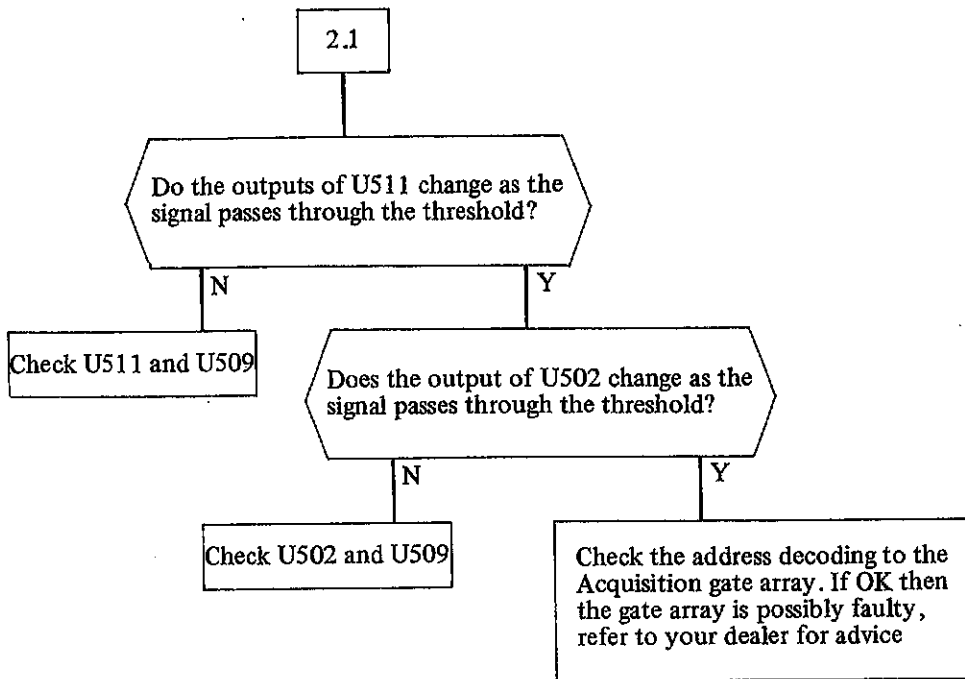 2.1
Do the outputs of U511 change as the
signal passes through the threshold?
N
Y
Check U511 and U509
Does the output of U502 change as the
signal passes through the threshold?
N
Y
Check U502 and U509
Check the address decoding to the
Acquisition gate array. If OK then
the gate array is possibly faulty,
refer to your dealer for advice